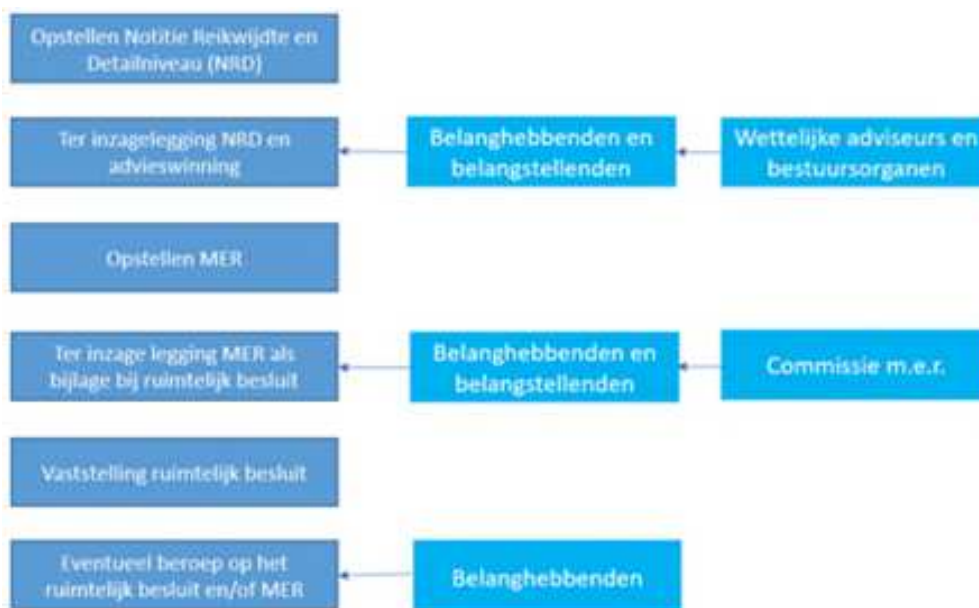 Opstellen Notitie Reikwijdte en
Detailniveau (NRD)
Ter inzagelegging NRD en
advieswinning
Belanghebbenden en
belangstellenden
Wettelijke adviseurs en
bestuursorganen
Opstellen MER
Ter inzage legging MER als
bijlage bij ruimtelijk besluit
Belanghebbenden en
belangstellenden
Commissie m.e.r.
Vaststelling ruimtelijk besluit
Eventueel beroep op het
ruimtelijk besluit en/of MER
Belanghebbenden